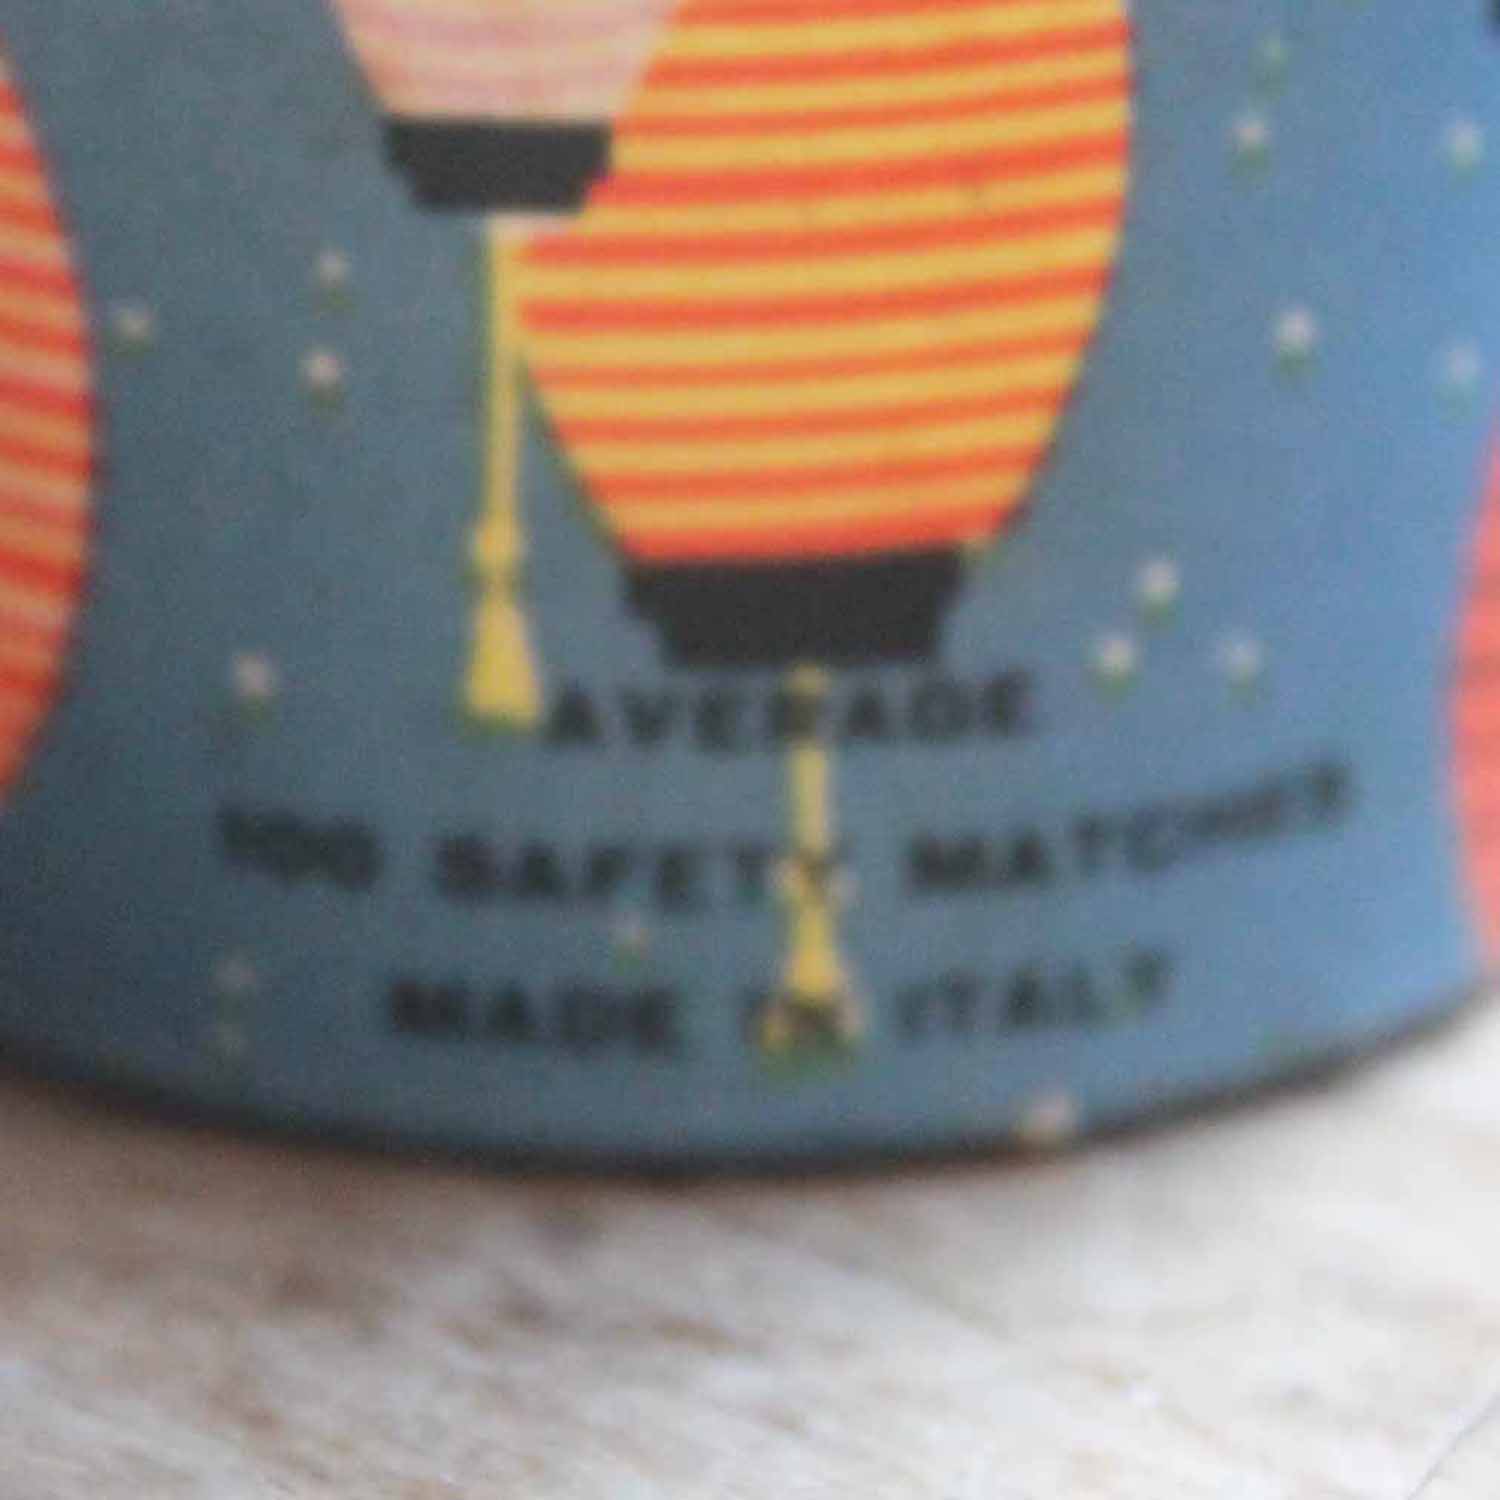 AVERAGE
100 SAFETY MATCHES
MADE IN ITALY